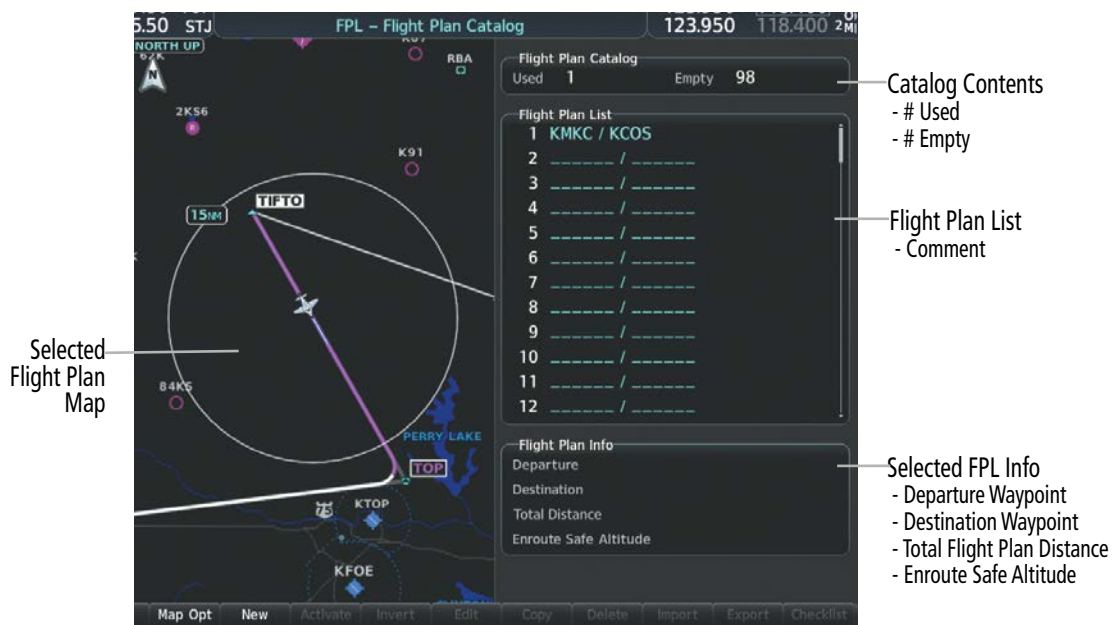 5.50 STJ
FPL – Flight Plan Catalog
123.950 118.400
NORTH UP
N
RBA
2KS6
K91
TIFTO
15NM
84KS
PERRY LAKE
TOP
75
KTOP
KFOE
Flight Plan Catalog
Used 1 Empty 98
Flight Plan List
1 KMKC / KCOS
2 ______ / ______
3 ______ / ______
4 ______ / ______
5 ______ / ______
6 ______ / ______
7 ______ / ______
8 ______ / ______
9 ______ / ______
10 ______ / ______
11 ______ / ______
12 ______ / ______
Flight Plan Info
Departure
Destination
Total Distance
Enroute Safe Altitude
Map Opt New Activate Invert Edit Copy Delete Import Export Checklist
Catalog Contents
- # Used
- # Empty
Flight Plan List
- Comment
Selected
Flight Plan
Map
Selected FPL Info
- Departure Waypoint
- Destination Waypoint
- Total Flight Plan Distance
- Enroute Safe Altitude